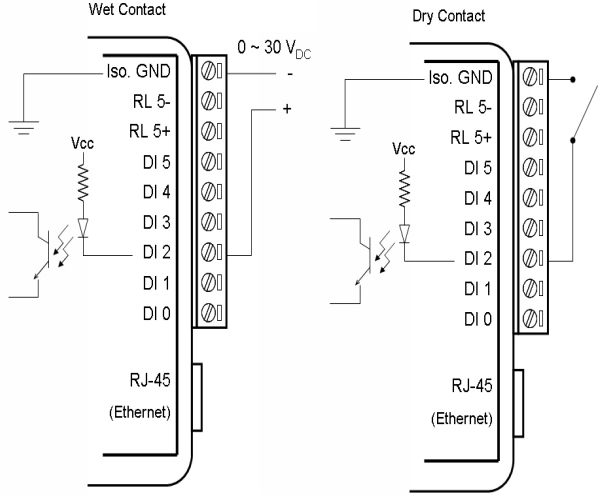 Wet Contact
0 ~ 30 VDC
Iso. GND
-
RL 5-
+
RL 5+
Vcc
DI 5
DI 4
DI 3
DI 2
DI 1
DI 0
RJ-45
(Ethernet)
Dry Contact
Iso. GND
RL 5-
RL 5+
Vcc
DI 5
DI 4
DI 3
DI 2
DI 1
DI 0
RJ-45
(Ethernet)